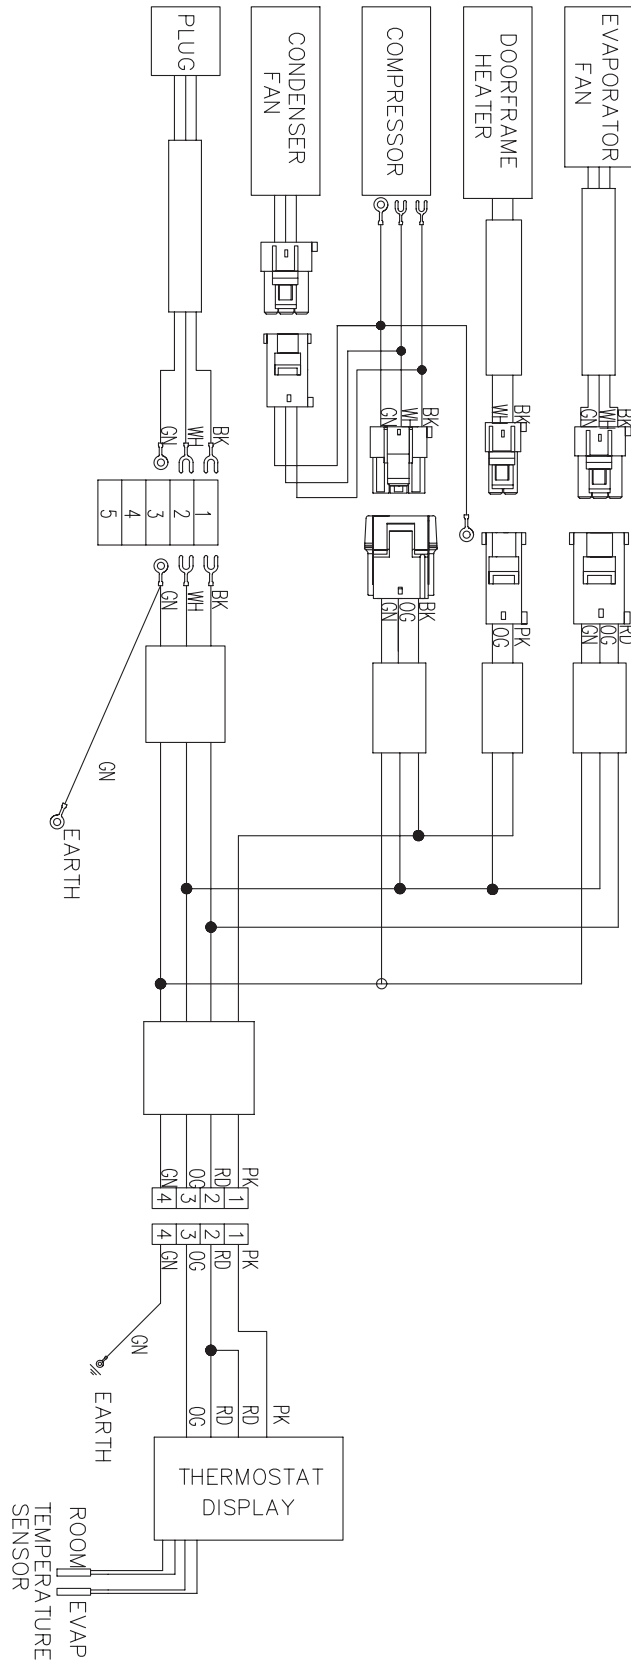 PLUG
CONDENSER
FAN
COMPRESSOR
DOORFRAME
HEATER
EVAPORATOR
FAN
GN
WH
BK
GN
WH
BK
WH
BK
GN
WH
BK
1
2
3
4
5
GN
WH
BK
GN
OG
BK
OG
PK
GN
OG
RD
GN
EARTH
GN
OG
RD
PK
4
3
2
1
4
3
2
1
GN
OG
RD
PK
GN
EARTH
OG
RD
RD
PK
THERMOSTAT
DISPLAY
ROOM
EVAP
TEMPERATURE
SENSOR